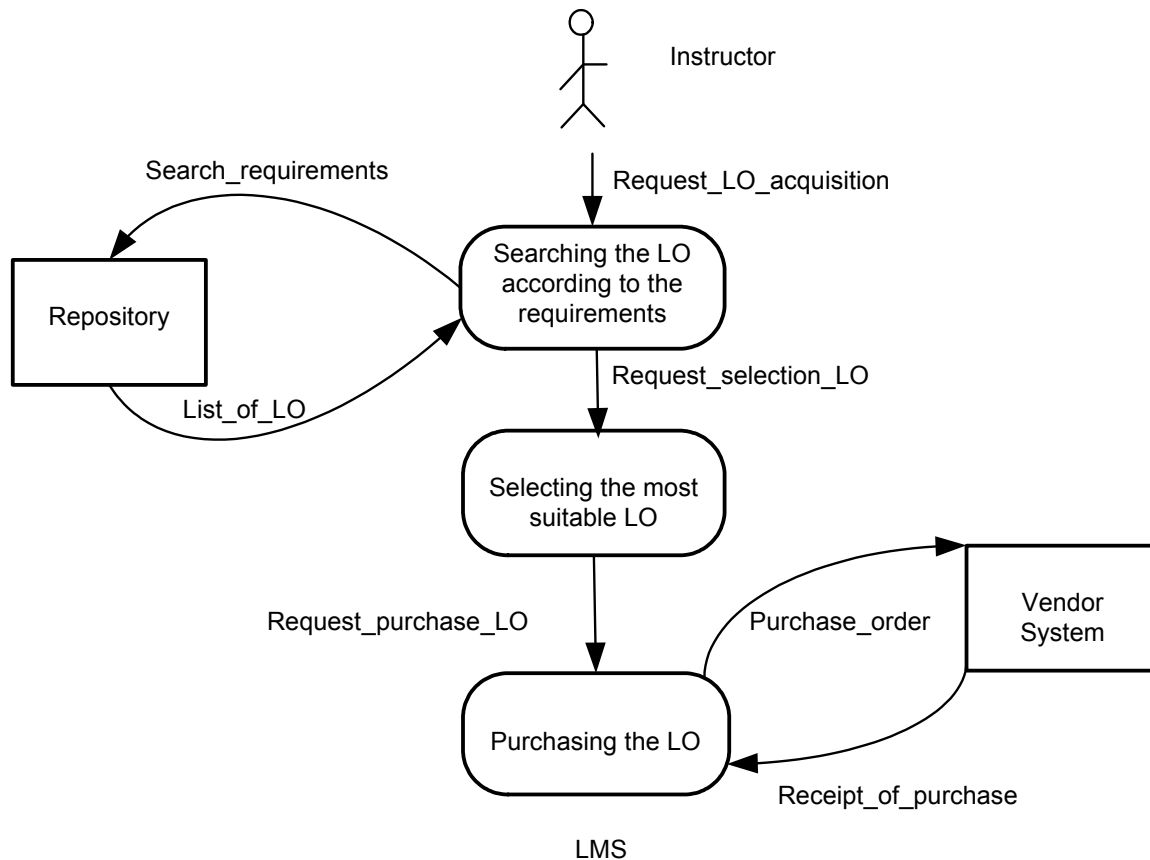 Instructor
Search_requirements
Request_LO_acquisition
Searching the LO
according to the
requirements
Repository
Request_selection_LO
List_of_LO
Selecting the most
suitable LO
Request_purchase_LO
Purchase_order
Vendor
System
Purchasing the LO
Receipt_of_purchase
LMS